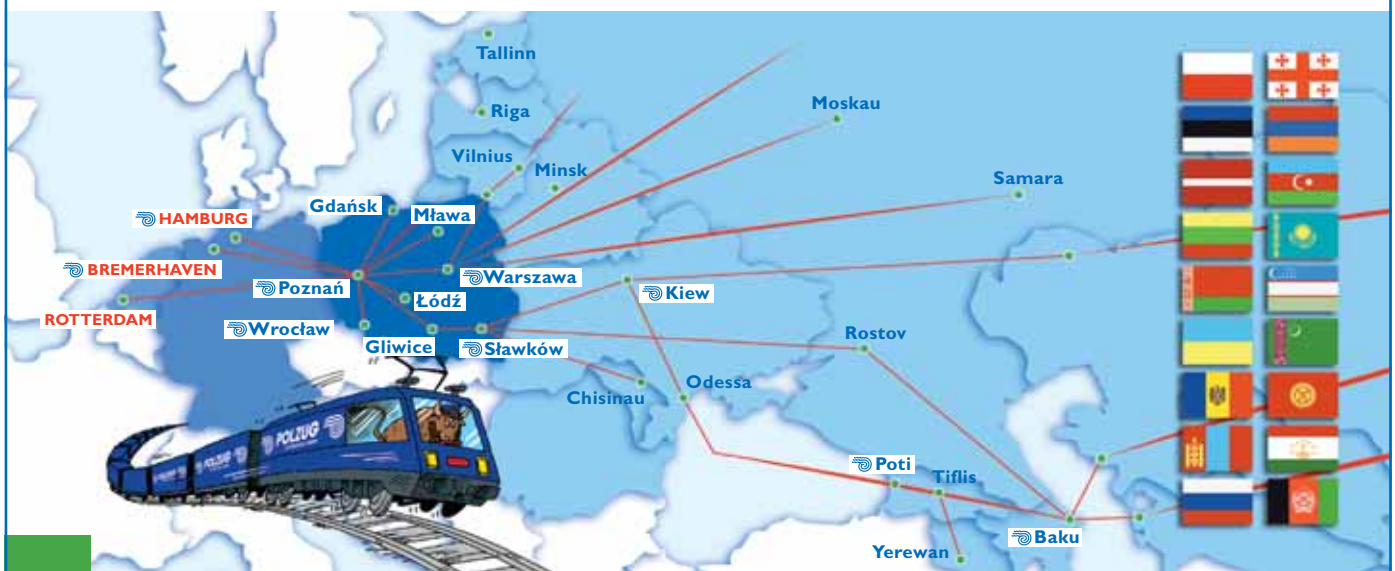 Tallinn
Riga
Moskau
Vilnius
Minsk
Samara
Gdańsk
Mława
HAMBURG
BREMERHAVEN
Warszawa
Poznań
Kiew
Łódź
ROTTERDAM
Wrocław
Rostov
Gliwice
Sławków
Odessa
Chisinau
POLZUG
POLZUG
Poti
Tiflis
Baku
Yerewan